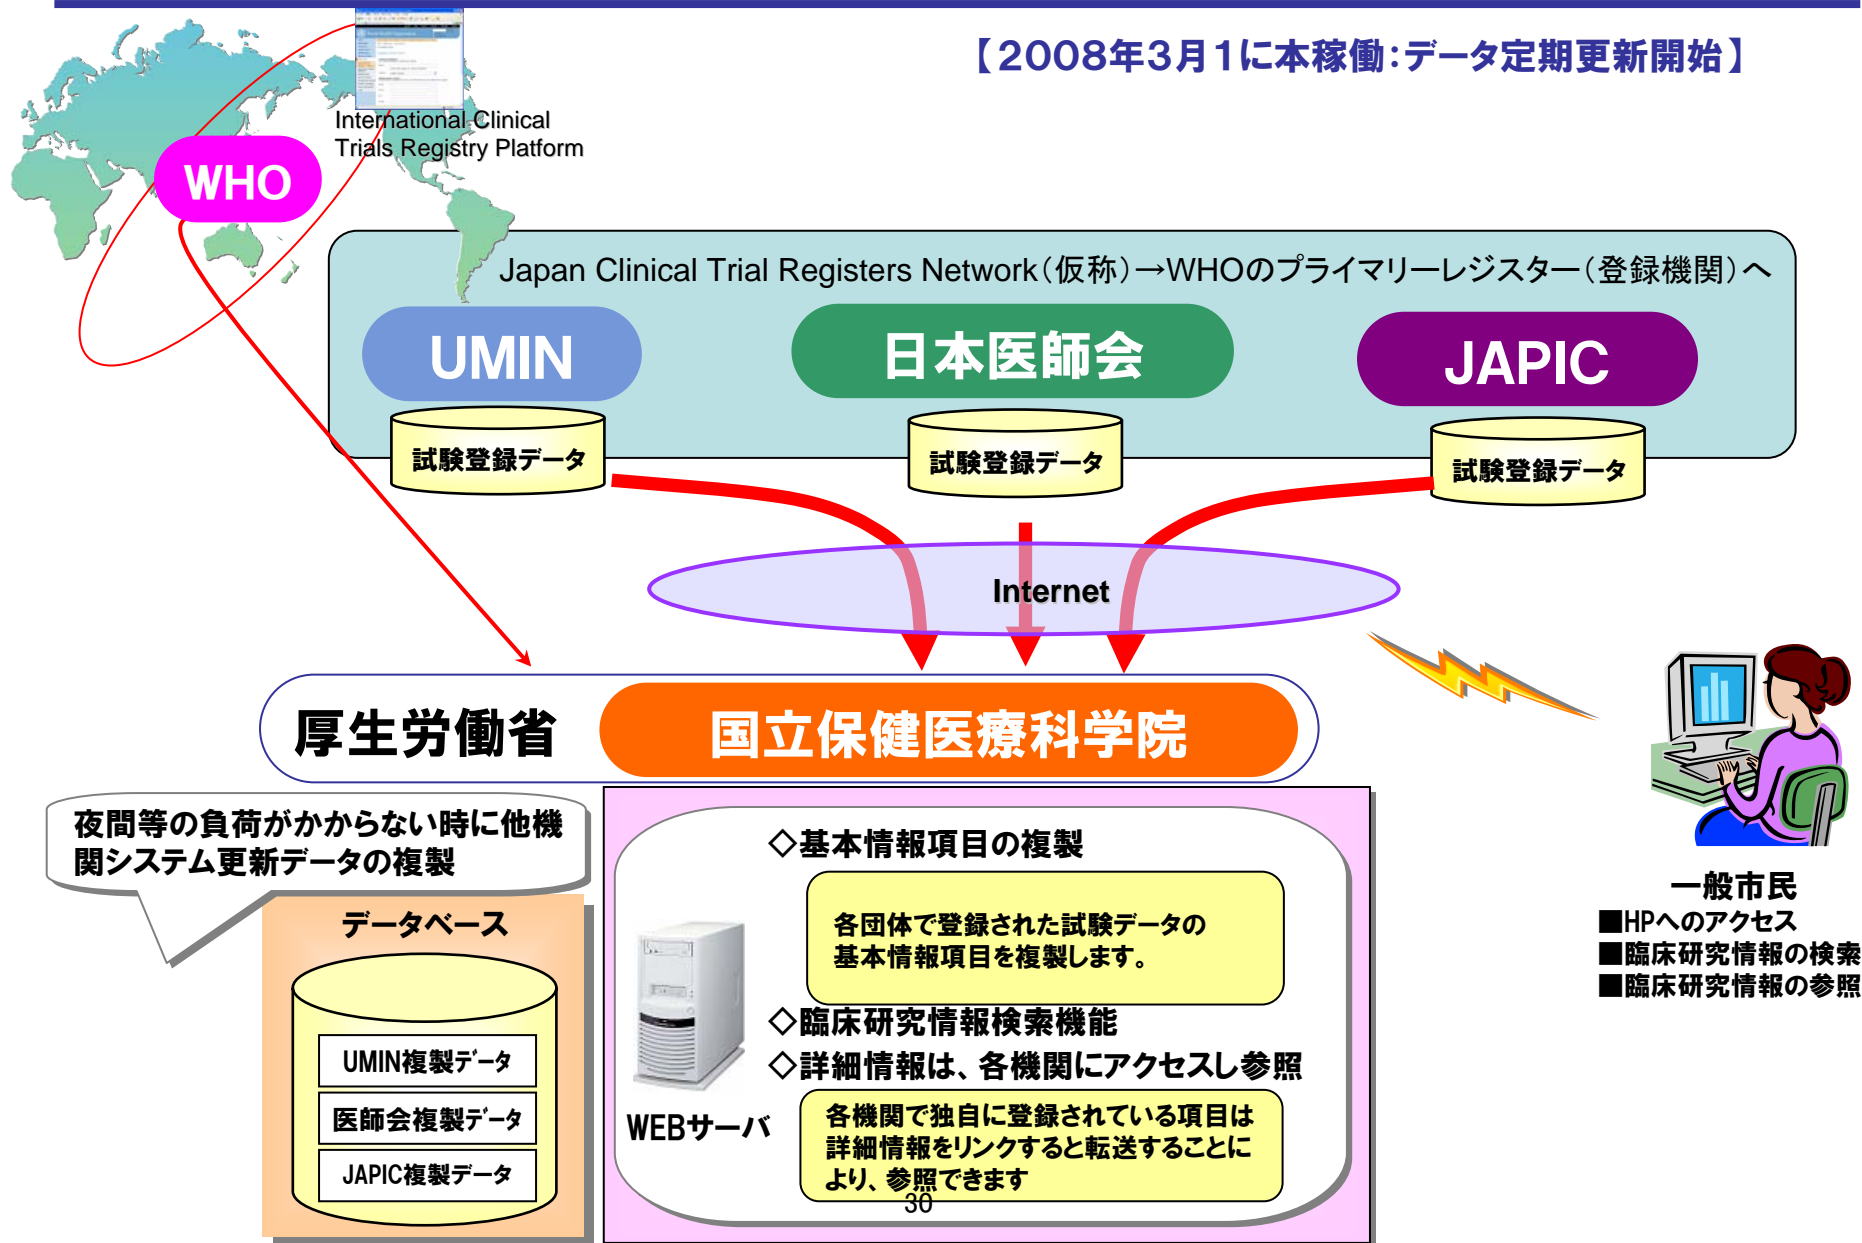 【2008年3月1に本稼働:データ定期更新開始】
International Clinical
Trials Registry Platform
WHO
Japan Clinical Trial Registers Network(仮称)→WHOのプライマリーレジスター(登録機関)へ
UMIN
日本医師会
JAPIC
試験登録データ
試験登録データ
試験登録データ
Internet
厚生労働省
国立保健医療科学院
夜間等の負荷がかからない時に他機
関システム更新データの複製
データベース
UMIN複製データ
医師会複製データ
JAPIC複製データ
WEBサーバ
◇基本情報項目の複製
各団体で登録された試験データの
基本情報項目を複製します。
◇臨床研究情報検索機能
◇詳細情報は、各機関にアクセスし参照
各機関で独自に登録されている項目は
詳細情報をリンクすると転送することに
より、参照できます
一般市民
■HPへのアクセス
■臨床研究情報の検索
■臨床研究情報の参照
30